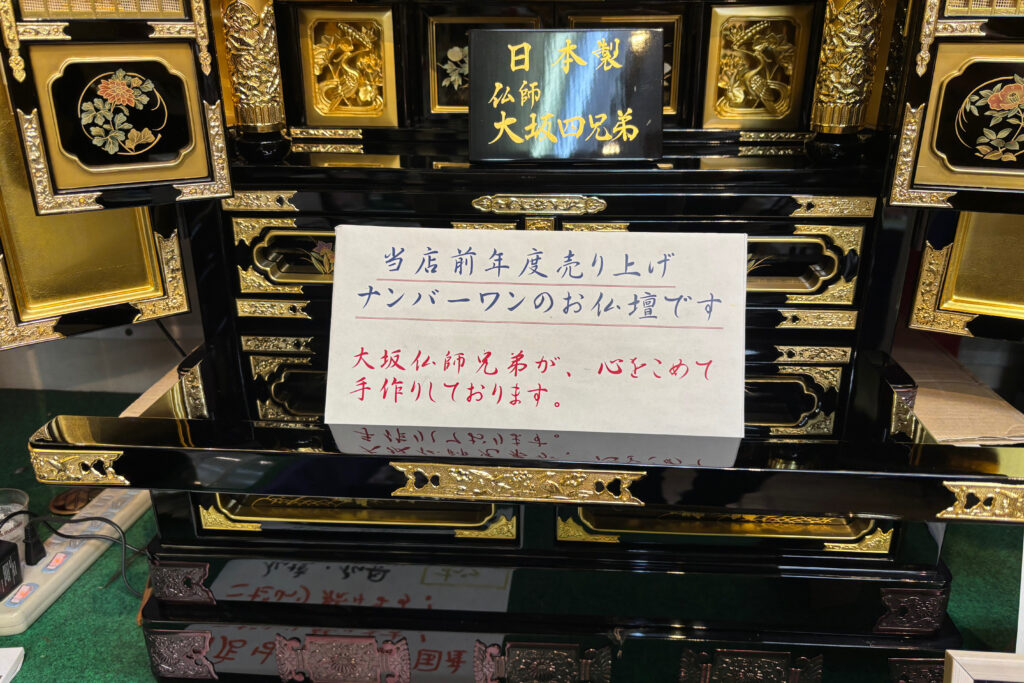 日本製
仏師
大坂四兄弟
当店前年度売り上げ
ナンバーワンのお仏壇です
大坂仏師兄弟が、心をこめて
手作りしております。